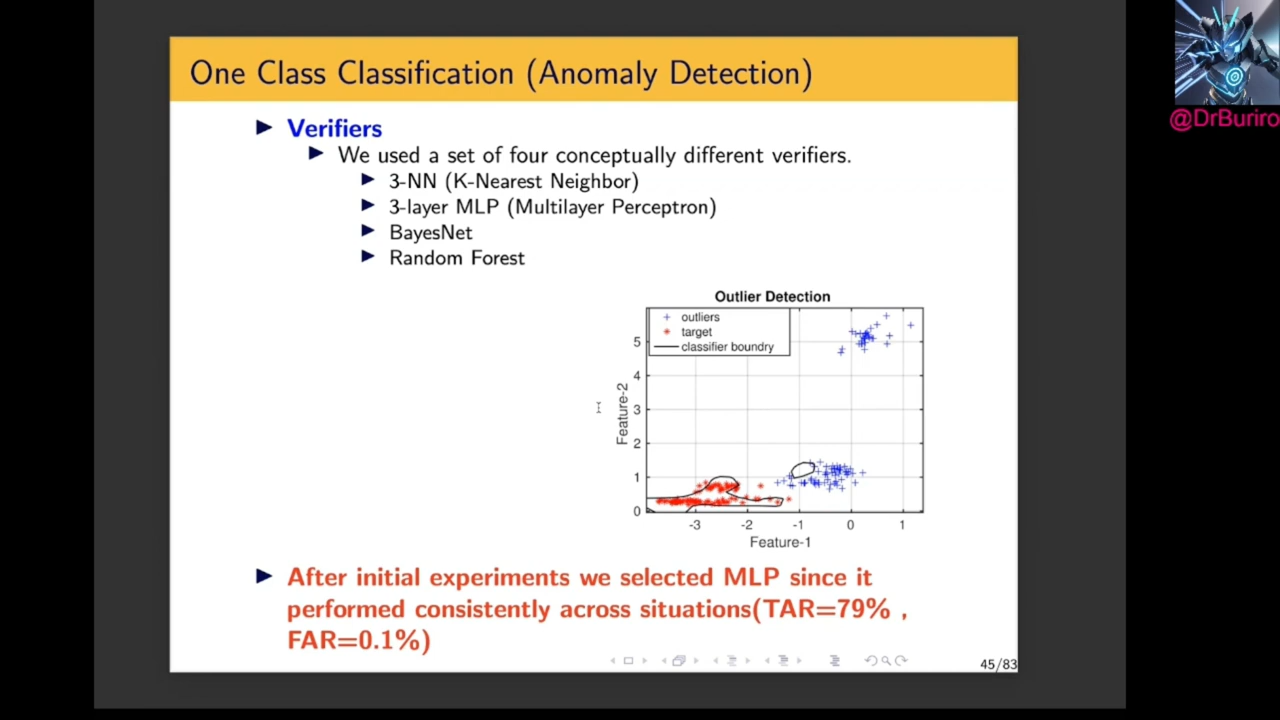 One Class Classification (Anomaly Detection)
@DrBuriro
Verifiers
We used a set of four conceptually different verifiers.
3-NN (K-Nearest Neighbor)
3-layer MLP (Multilayer Perceptron)
BayesNet
Random Forest
Outlier Detection
outliers
target
classifier boundry
5
4
3
2
1
0
Feature-2
-3 -2 -1 0 1
Feature-1
After initial experiments we selected MLP since it
performed consistently across situations(TAR=79% ,
FAR=0.1%)
45/83